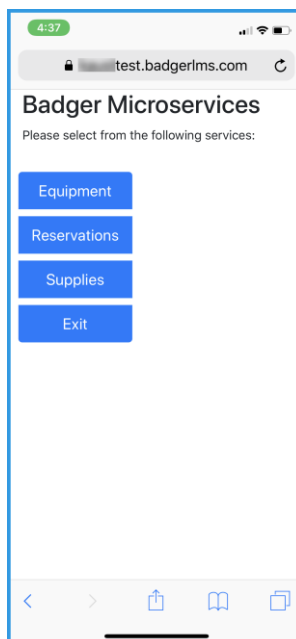 4:37
test.badgerlms.com
Badger Microservices
Please select from the following services:
Equipment
Reservations
Supplies
Exit